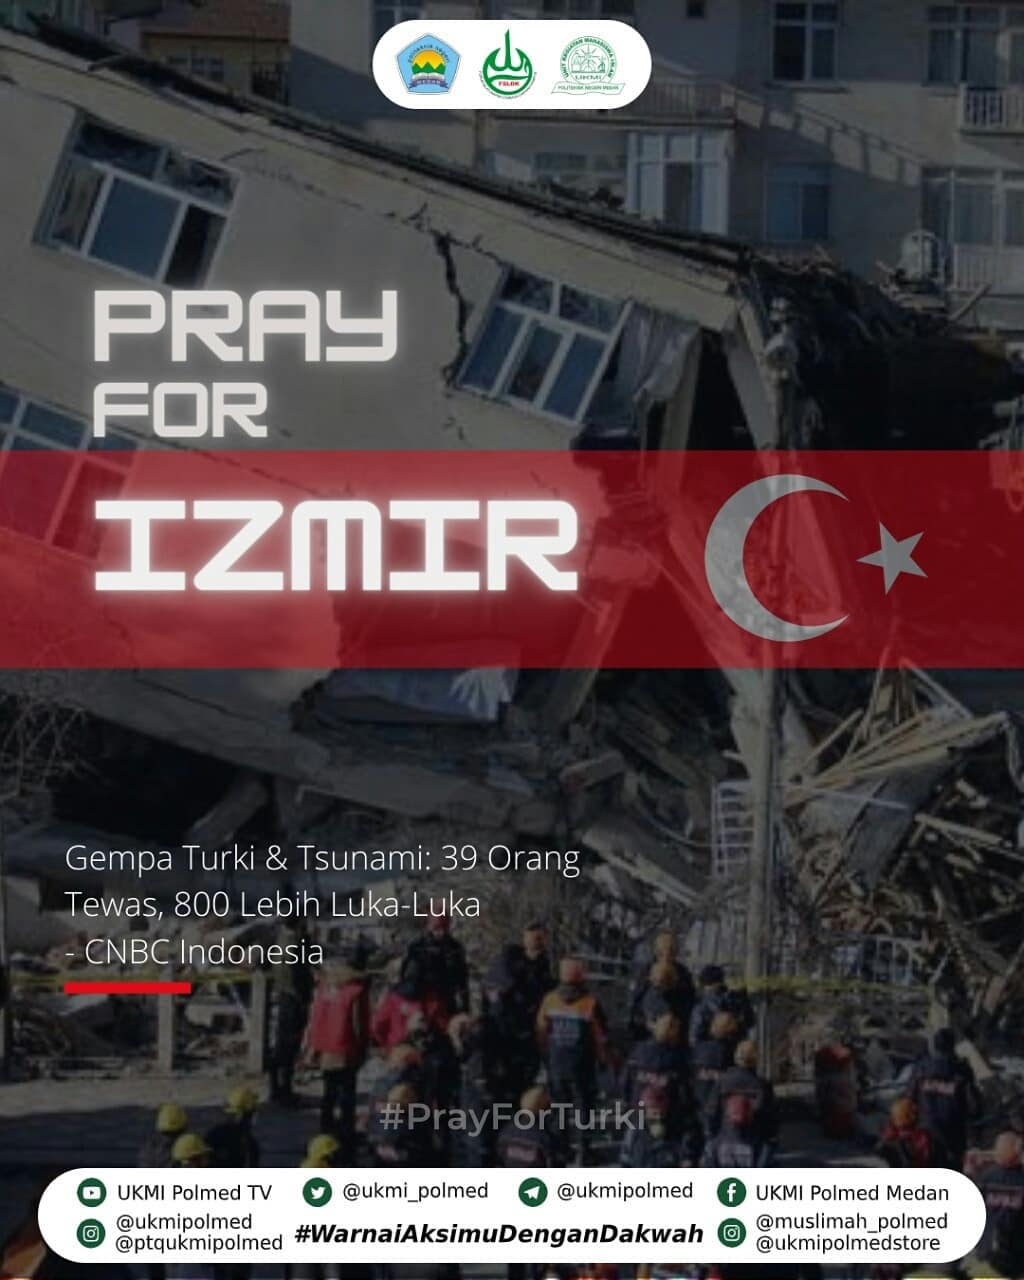 PRAY
FOR
IZMIR
Gempa Turki & Tsunami: 39 Orang
Tewas, 800 Lebih Luka-Luka
- CNBC Indonesia
#PrayForTurki
UKMI Polmed TV
@ukmi_polmed
@ukmipolmed
UKMI Polmed Medan
@ukmipolmed
@ptqukmipolmed
#WarnaiAksimuDenganDakwah
@muslimah_polmed
@ukmipolmedstore